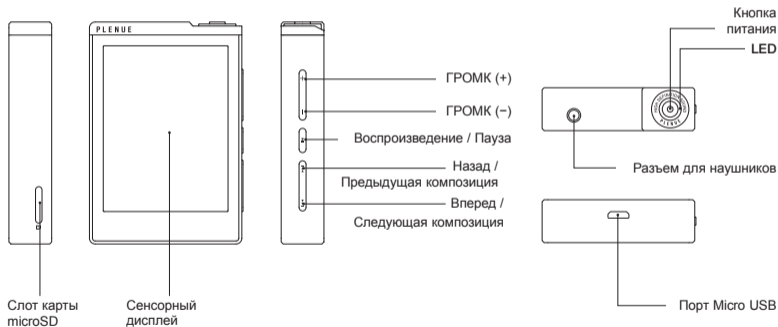 PLENUE
Слот карты
microSD
Сенсорный
дисплей
ГРОМК (+)
ГРОМК (−)
Воспроизведение / Пауза
Назад /
Предыдущая композиция
Вперед /
Следующая композиция
Кнопка
питания
LED
PLENUE
Разъем для наушников
Порт Micro USB